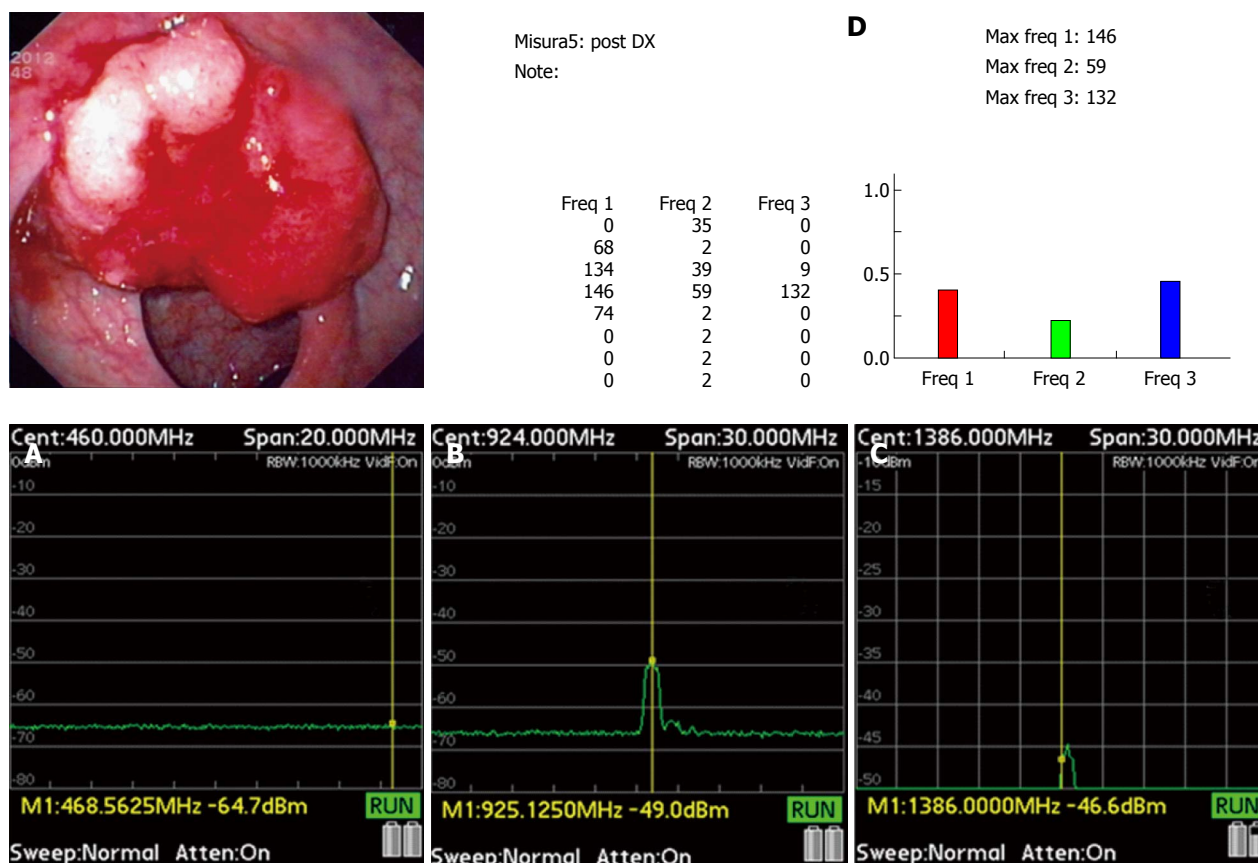 2012
48
Misura5: post DX
Note:
D
Max freq 1: 146
Max freq 2: 59
Max freq 3: 132
Freq 1 Freq 2 Freq 3
0 35 0
68 2 0
134 39 9
146 59 132
74 2 0
0 2 0
0 2 0
0 2 0
1.0
0.5
0.0
Freq 1 Freq 2 Freq 3
Cent:460.000MHz Span:20.000MHz
A
RBW:1000kHz VidF:On
-10
-20
-30
-40
-50
-60
-70
-80
M1:468.5625MHz -64.7dBm RUN
Sweep:Normal Atten:On
Cent:924.000MHz Span:30.000MHz
B
0dBm RBW:1000kHz VidF:On
-10
-20
-30
-40
-50
-60
-70
-80
M1:925.1250MHz -49.0dBm RUN
Sweep:Normal Atten:On
Cent:1386.000MHz Span:30.000MHz
C
-10dBm RBW:1000kHz VidF:On
-15
-20
-25
-30
-35
-40
-45
-50
M1:1386.0000MHz -46.6dBm RUN
Sweep:Normal Atten:On